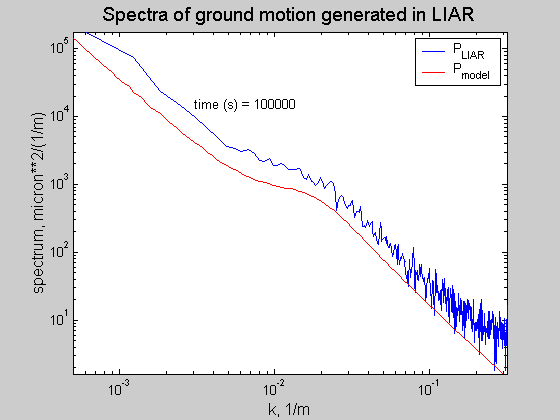 Spectra of ground motion generated in LIAR
P_LIAR
P_model
time (s) = 100000
spectrum, micron**2/(1/m)
10^5
10^4
10^3
10^2
10^1
10^-3
10^-2
10^-1
k, 1/m